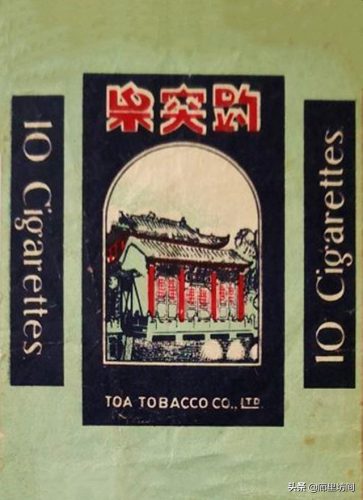 趵突泉
10 Cigarettes
10 Cigarettes
TOA TOBACCO CO., LTD.
头条